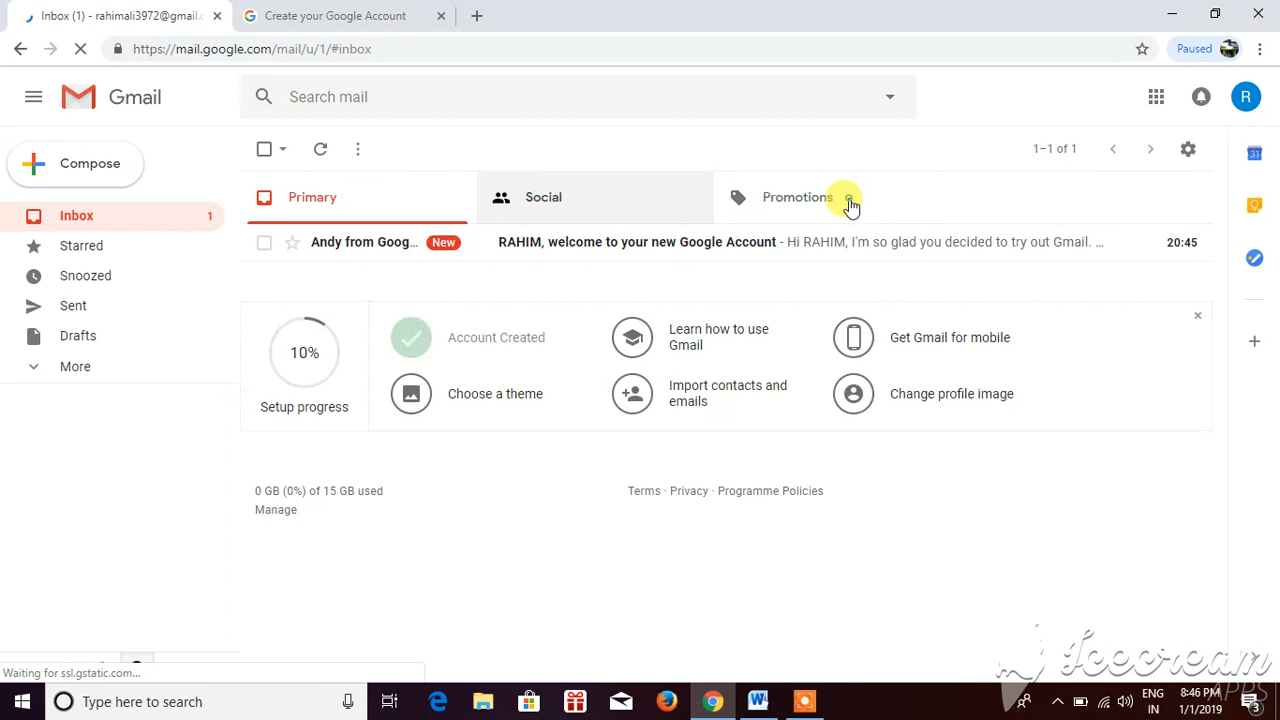 Inbox (1) - rahimali3972@gmail.c
Create your Google Account
https://mail.google.com/mail/u/1/#inbox
Paused
Gmail
Search mail
R
Compose
1–1 of 1
Primary
Social
Promotions
Inbox 1
Andy from Goog... New RAHIM, welcome to your new Google Account - Hi RAHIM, I'm so glad you decided to try out Gmail. ... 20:45
Starred
Snoozed
Sent
Drafts
More
10%
Setup progress
Account Created
Learn how to use
Gmail
Get Gmail for mobile
Choose a theme
Import contacts and
emails
Change profile image
0 GB (0%) of 15 GB used
Manage
Terms · Privacy · Programme Policies
31
Waiting for ssl.gstatic.com...
Icecream
APPS
Type here to search
ENG
IN
8:46 PM
1/1/2019
3